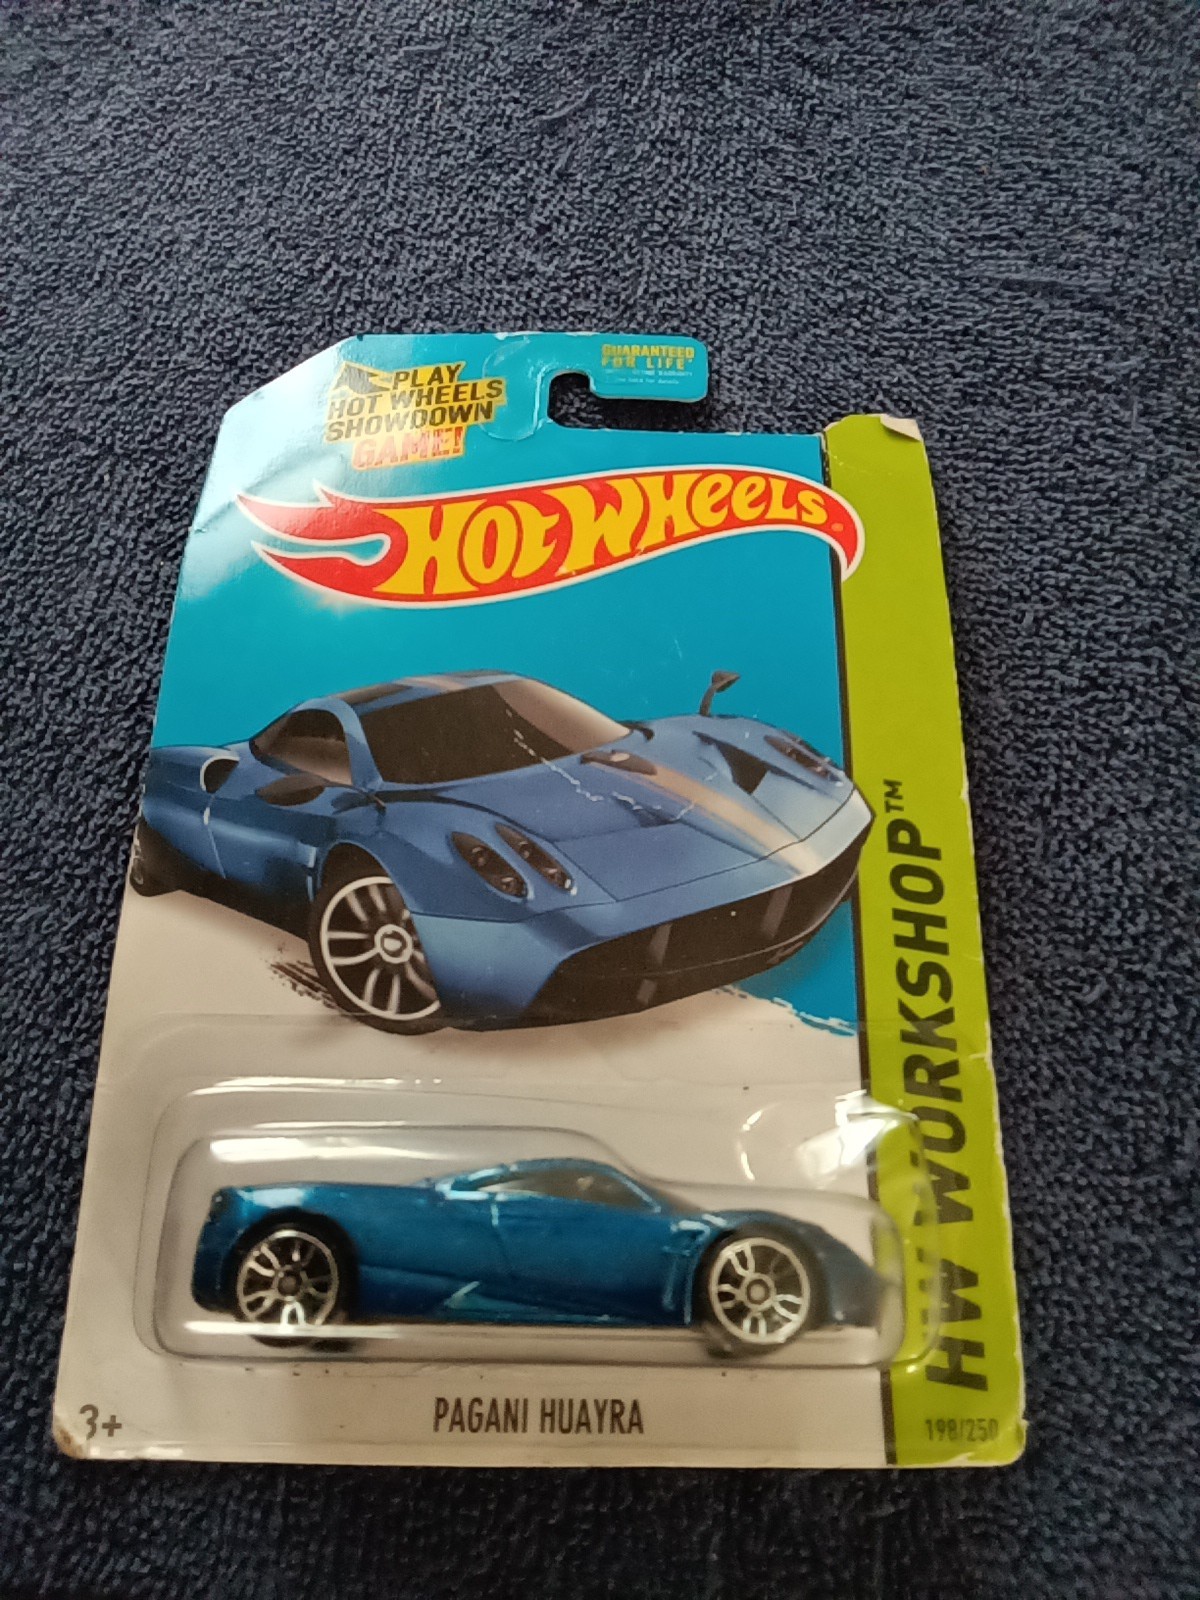 GUARANTEED
FOR LIFE
PLAY
HOT WHEELS
SHOWDOWN
GAME!
HOT WHEELS
HW WORKSHOP™
3+
PAGANI HUAYRA
198/250